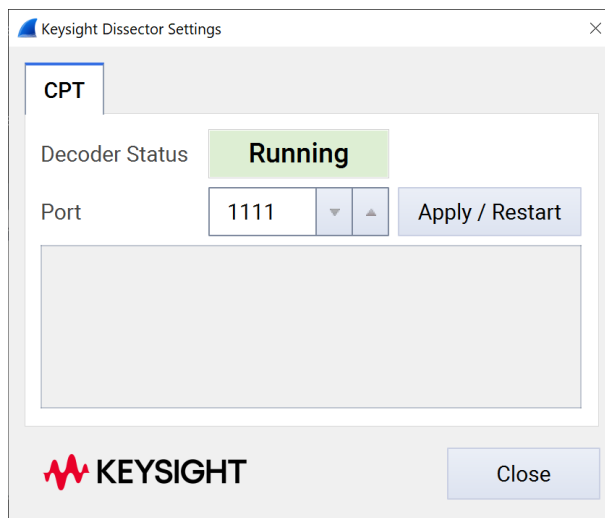 Keysight Dissector Settings
CPT
Decoder Status Running
Port 1111 Apply / Restart
KEYSIGHT Close